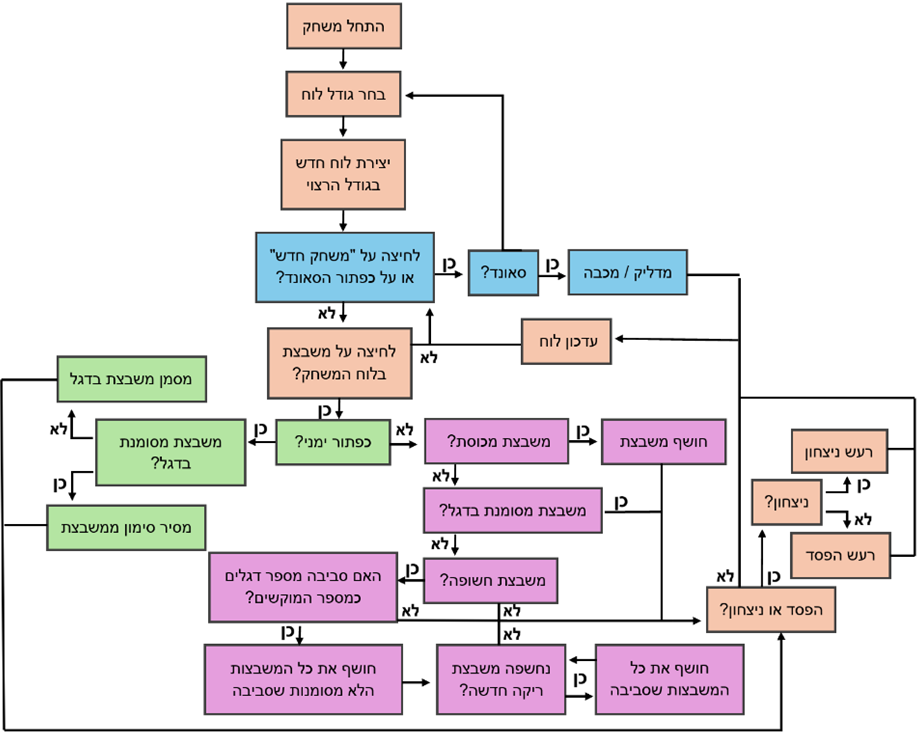 התחל משחק
בחר גודל לוח
יצירת לוח חדש
בגודל הרצוי
לחיצה על "משחק חדש"
או על כפתור הסאונד?
כן
סאונד?
כן
מדליק / מכבה
לא
לחיצה על משבצת
בלוח המשחק?
לא
עדכון לוח
כן
מסמן משבצת בדגל
לא
משבצת מסומנת
בדגל?
כן
כפתור ימני?
לא
משבצת מכוסת?
כן
חושף משבצת
כן
מסיר סימון ממשבצת
לא
משבצת מסומנת בדגל?
כן
לא
רעש ניצחון
כן
ניצחון?
לא
רעש הפסד
האם סביבה מספר דגלים
כמספר המוקשים?
כן
משבצת חשופה?
לא
כן
הפסד או ניצחון?
לא
לא
כן
לא
חושף את כל המשבצות
הלא מסומנות שסביבה
נחשפה משבצת
ריקה חדשה?
כן
חושף את כל
המשבצות שסביבה